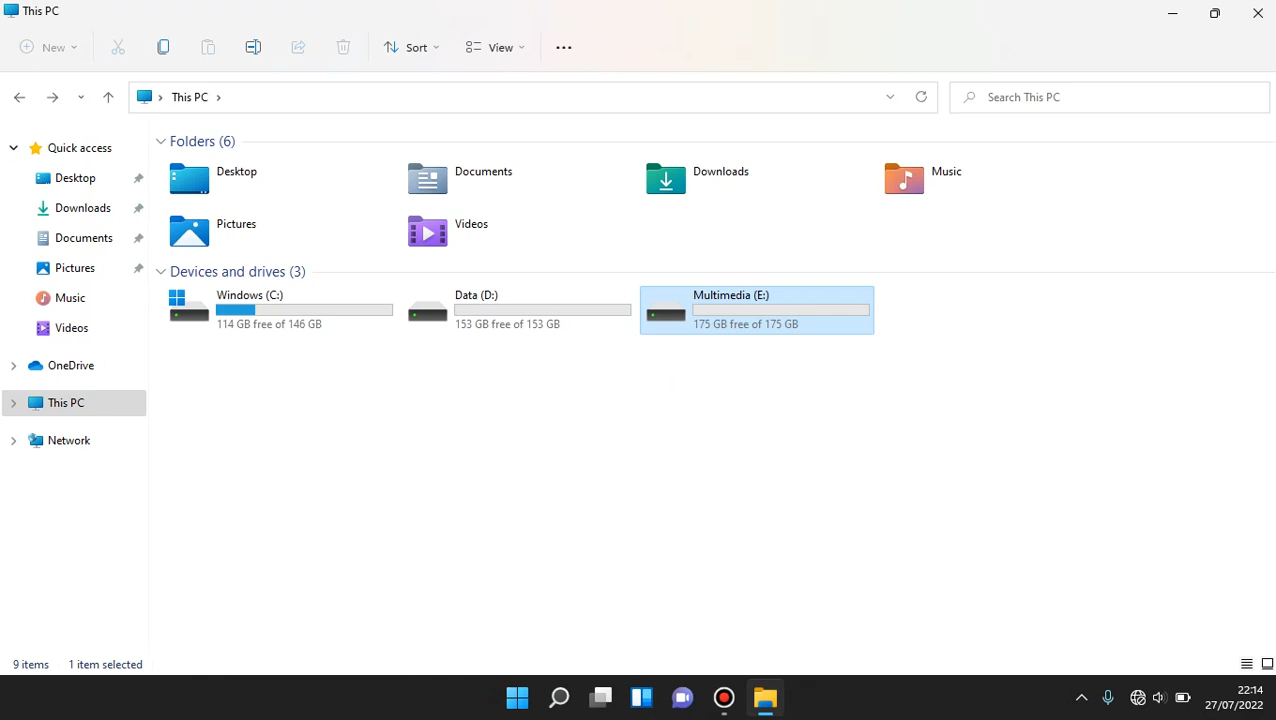 This PC
New
Sort
View
This PC
Search This PC
Quick access
Desktop
Downloads
Documents
Pictures
Music
Videos
OneDrive
This PC
Network
Folders (6)
Desktop
Documents
Downloads
Music
Pictures
Videos
Devices and drives (3)
Windows (C:)
114 GB free of 146 GB
Data (D:)
153 GB free of 153 GB
Multimedia (E:)
175 GB free of 175 GB
9 items
1 item selected
22:14
27/07/2022